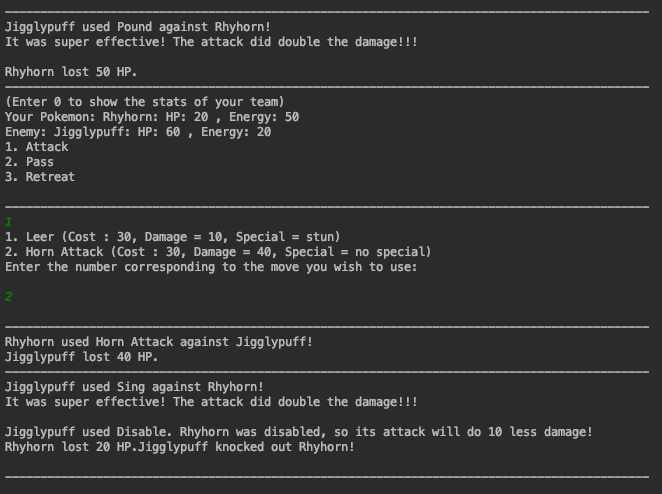 Jigglypuff used Pound against Rhyhorn!
It was super effective! The attack did double the damage!!!
Rhyhorn lost 50 HP.
(Enter 0 to show the stats of your team)
Your Pokemon: Rhyhorn: HP: 20 , Energy: 50
Enemy: Jigglypuff: HP: 60 , Energy: 20
1. Attack
2. Pass
3. Retreat
1
1. Leer (Cost : 30, Damage = 10, Special = stun)
2. Horn Attack (Cost : 30, Damage = 40, Special = no special)
Enter the number corresponding to the move you wish to use:
2
Rhyhorn used Horn Attack against Jigglypuff!
Jigglypuff lost 40 HP.
Jigglypuff used Sing against Rhyhorn!
It was super effective! The attack did double the damage!!!
Jigglypuff used Disable. Rhyhorn was disabled, so its attack will do 10 less damage!
Rhyhorn lost 20 HP.Jigglypuff knocked out Rhyhorn!